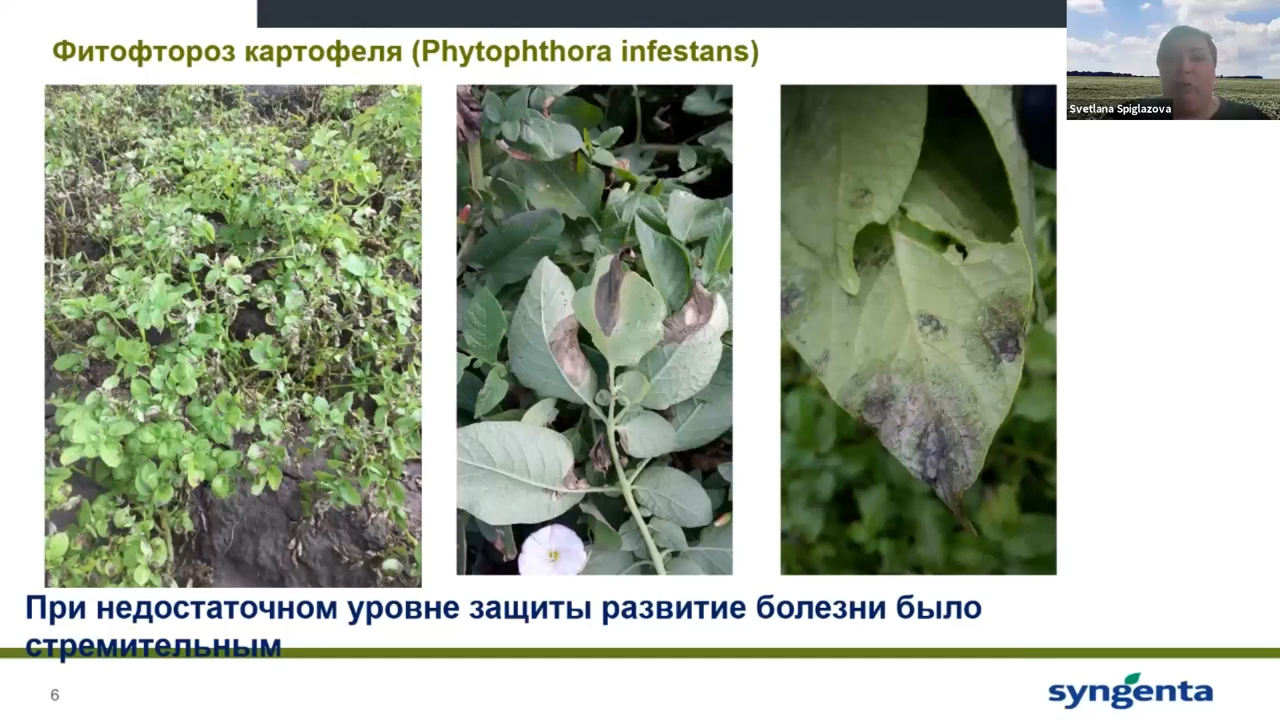 Фитофтороз картофеля (Phytophthora infestans)
Svetlana Spiglazova
При недостаточном уровне защиты развитие болезни было
стремительным
6
syngenta